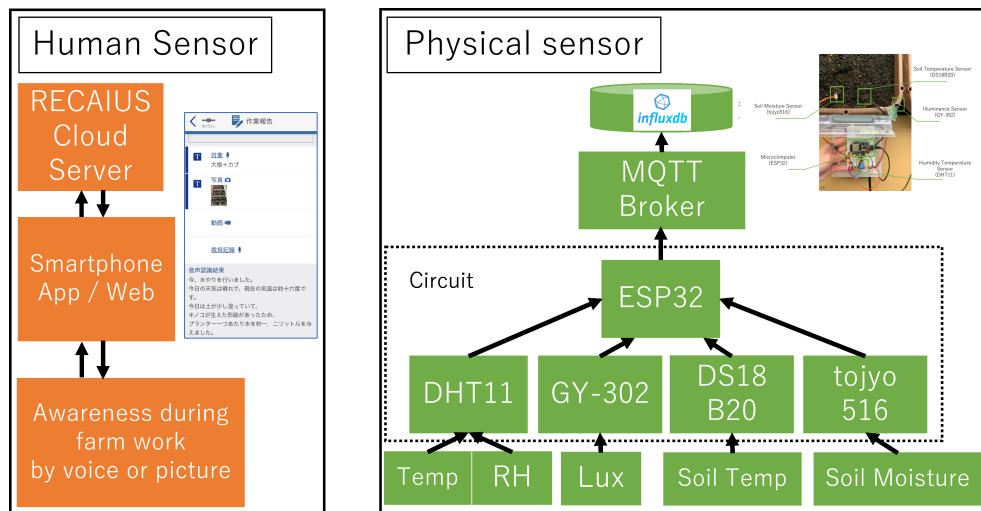 Human Sensor
RECAIUS
Cloud
Server
Smartphone
App / Web
Awareness during
farm work
by voice or picture
オンライン
作業報告
対象
大根+カブ
写真
動画
栽培記録
音声認識結果
今、水やりを行いました。
今日の天気は晴れで、現在の気温は約十六度で
す。
今日は土が少し湿っていて、
キノコが生えた形跡があったため、
プランター一つあたり水を約一、二リットルを与
えました。
Physical sensor
influxdb
MQTT
Broker
Circuit
ESP32
DHT11
GY-302
DS18
B20
tojyo
516
Temp
RH
Lux
Soil Temp
Soil Moisture
Soil Temperature Sensor
(DS18B20)
Soil Moisture Sensor
(tojyo516)
Illuminance Sensor
(GY-302)
Microcomputer
(ESP32)
Humidity Temperature
Sensor
(DHT11)